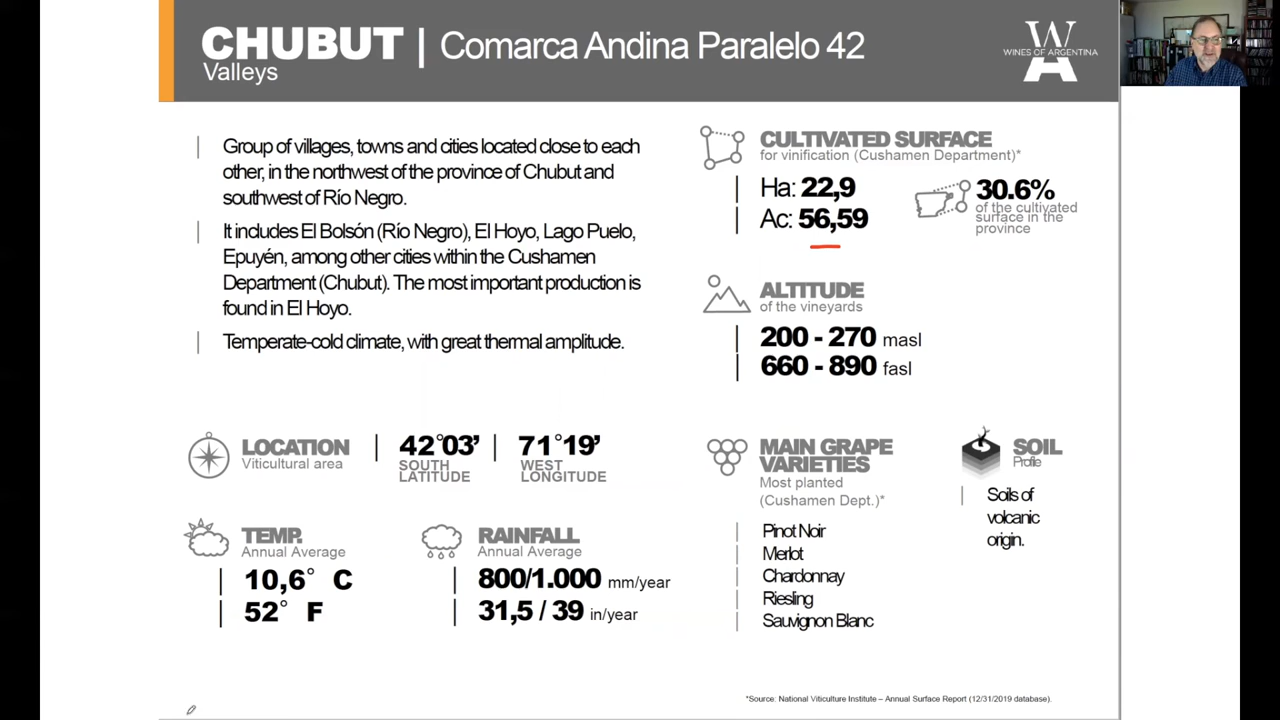 CHUBUT | Comarca Andina Paralelo 42
Valleys
WINES OF ARGENTINA
Group of villages, towns and cities located close to each
other, in the northwest of the province of Chubut and
southwest of Río Negro.
It includes El Bolsón (Río Negro), El Hoyo, Lago Puelo,
Epuyén, among other cities within the Cushamen
Department (Chubut). The most important production is
found in El Hoyo.
Temperate-cold climate, with great thermal amplitude.
CULTIVATED SURFACE
for vinification (Cushamen Department)*
Ha: 22,9
Ac: 56,59
30.6%
of the cultivated
surface in the
province
ALTITUDE
of the vineyards
200 - 270 masl
660 - 890 fasl
LOCATION
Viticultural area
42°03’
SOUTH
LATITUDE
71°19’
WEST
LONGITUDE
TEMP.
Annual Average
10,6° C
52° F
RAINFALL
Annual Average
800/1.000 mm/year
31,5 / 39 in/year
MAIN GRAPE
VARIETIES
Most planted
(Cushamen Dept.)*
Pinot Noir
Merlot
Chardonnay
Riesling
Sauvignon Blanc
SOIL
Profile
Soils of
volcanic
origin.
*Source: National Viticulture Institute – Annual Surface Report (12/31/2019 database).